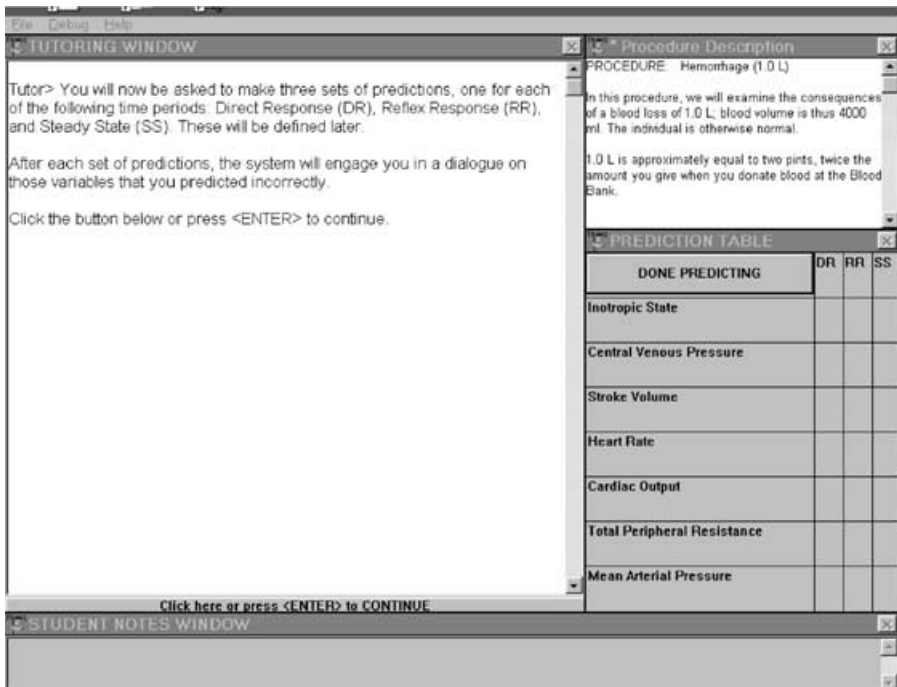 File Debug Help
TUTORING WINDOW
Tutor> You will now be asked to make three sets of predictions, one for each
of the following time periods: Direct Response (DR), Reflex Response (RR),
and Steady State (SS). These will be defined later.
After each set of predictions, the system will engage you in a dialogue on
those variables that you predicted incorrectly.
Click the button below or press <ENTER> to continue.
Click here or press <ENTER> to CONTINUE
* Procedure Description
PROCEDURE: Hemorrhage (1.0 L)
In this procedure, we will examine the consequences
of a blood loss of 1.0 L; blood volume is thus 4000
ml. The individual is otherwise normal.
1.0 L is approximately equal to two pints, twice the
amount you give when you donate blood at the Blood
Bank.
PREDICTION TABLE
DONE PREDICTING DR RR SS
Inotropic State
Central Venous Pressure
Stroke Volume
Heart Rate
Cardiac Output
Total Peripheral Resistance
Mean Arterial Pressure
STUDENT NOTES WINDOW